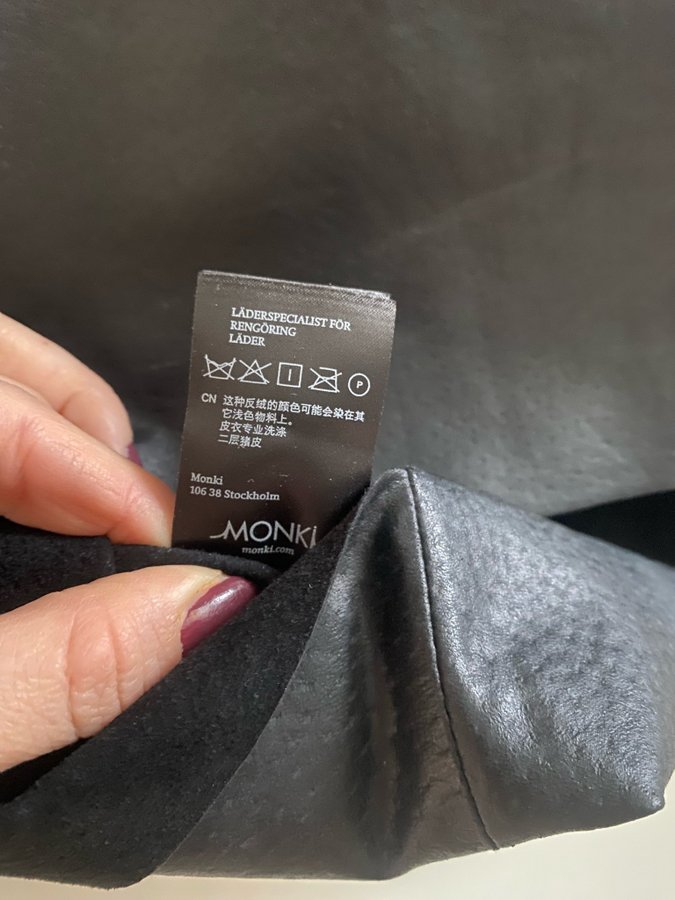 LÄDERSPECIALIST FÖR
RENGÖRING
LÄDER
P
CN 这种反绒的颜色可能会染在其
它浅色物料上。
皮衣专业洗涤
二层猪皮
Monki
106 38 Stockholm
MONKI
monki.com